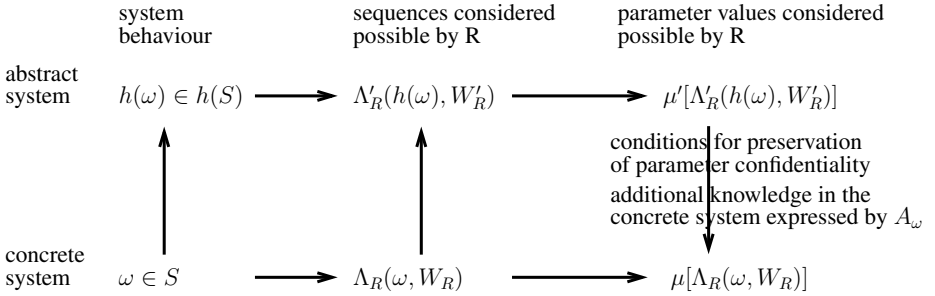 system
behaviour
sequences considered
possible by R
parameter values considered
possible by R
abstract
system
h(ω) ∈ h(S)
Λ′_R(h(ω), W′_R)
μ′[Λ′_R(h(ω), W′_R)]
conditions for preservation
of parameter confidentiality
additional knowledge in the
concrete system expressed by A_ω
concrete
system
ω ∈ S
Λ_R(ω, W_R)
μ[Λ_R(ω, W_R)]